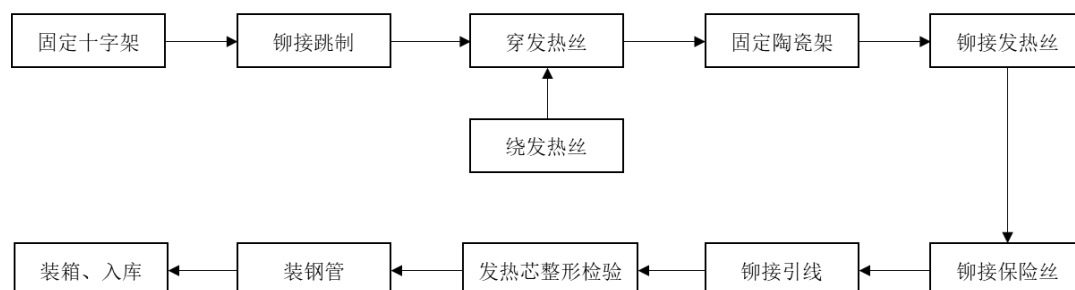 固定十字架
铆接跳制
穿发热丝
固定陶瓷架
铆接发热丝
绕发热丝
装箱、入库
装钢管
发热芯整形检验
铆接引线
铆接保险丝